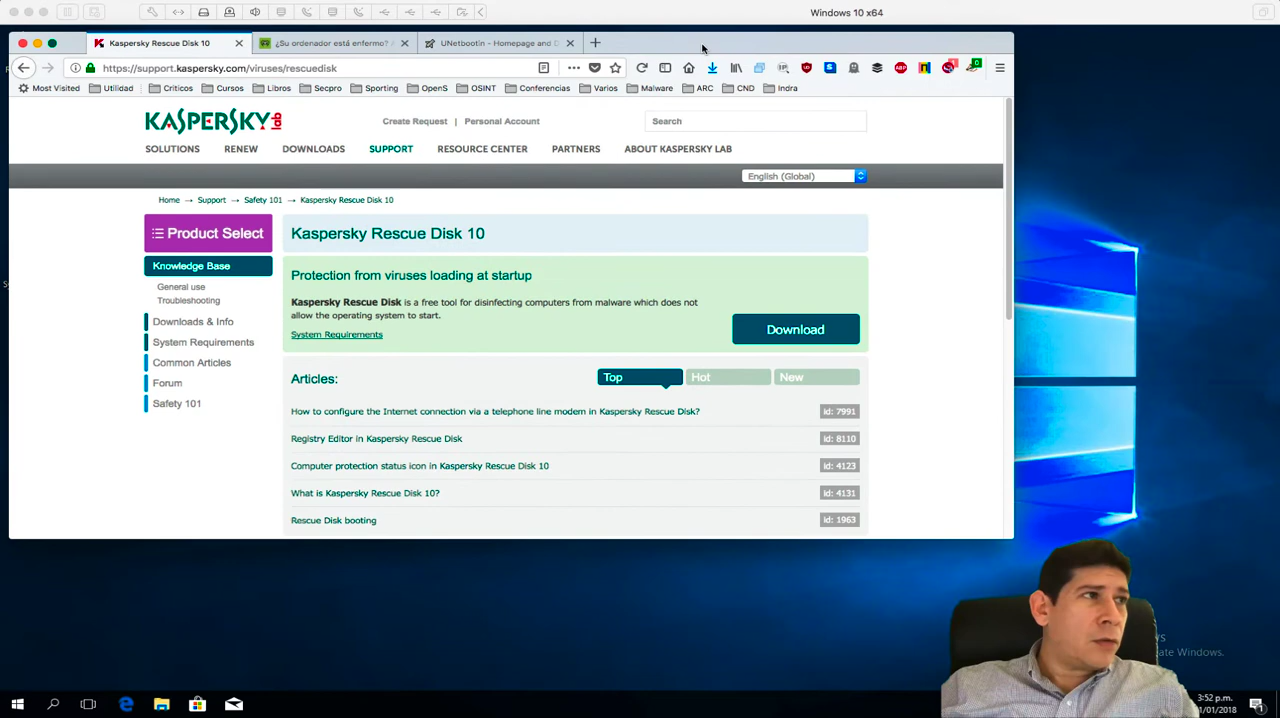 Windows 10 x64
Kaspersky Rescue Disk 10
¿Su ordenador está enfermo?
UNetbootin - Homepage and D
https://support.kaspersky.com/viruses/rescuedisk
Most Visited
Utilidad
Criticos
Cursos
Libros
Secpro
Sporting
OpenS
OSINT
Conferencias
Varios
Malware
ARC
CND
Indra
KASPERSKY lab
Create Request | Personal Account
Search
SOLUTIONS
RENEW
DOWNLOADS
SUPPORT
RESOURCE CENTER
PARTNERS
ABOUT KASPERSKY LAB
English (Global)
Home → Support → Safety 101 → Kaspersky Rescue Disk 10
Product Select
Knowledge Base
General use
Troubleshooting
Downloads & Info
System Requirements
Common Articles
Forum
Safety 101
Kaspersky Rescue Disk 10
Protection from viruses loading at startup
Kaspersky Rescue Disk is a free tool for disinfecting computers from malware which does not
allow the operating system to start.
System Requirements
Download
Articles:
Top
Hot
New
How to configure the Internet connection via a telephone line modem in Kaspersky Rescue Disk?
id: 7991
Registry Editor in Kaspersky Rescue Disk
id: 8110
Computer protection status icon in Kaspersky Rescue Disk 10
id: 4123
What is Kaspersky Rescue Disk 10?
id: 4131
Rescue Disk booting
id: 1963
ate Windows.
3:52 p.m.
1/01/2018